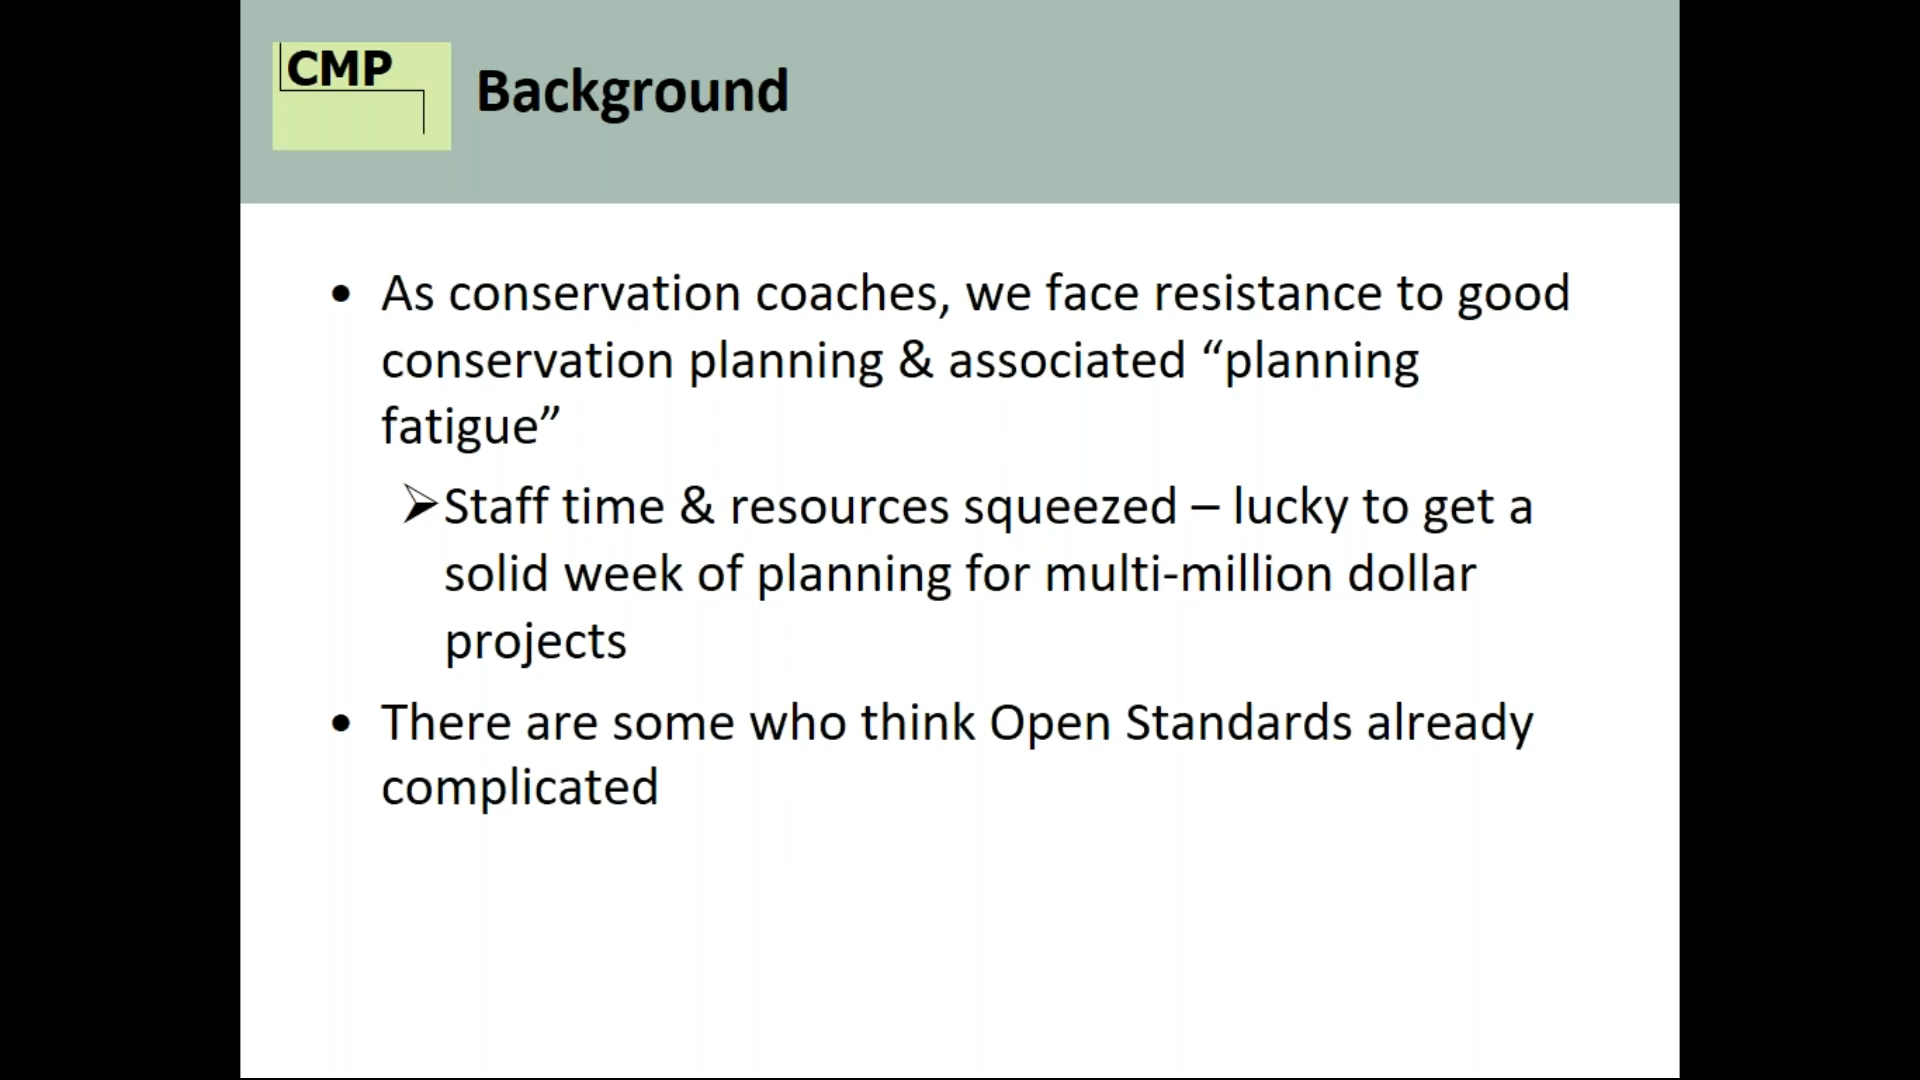 CMP
Background
• As conservation coaches, we face resistance to good
conservation planning & associated “planning
fatigue”
➢Staff time & resources squeezed – lucky to get a
solid week of planning for multi-million dollar
projects
• There are some who think Open Standards already
complicated